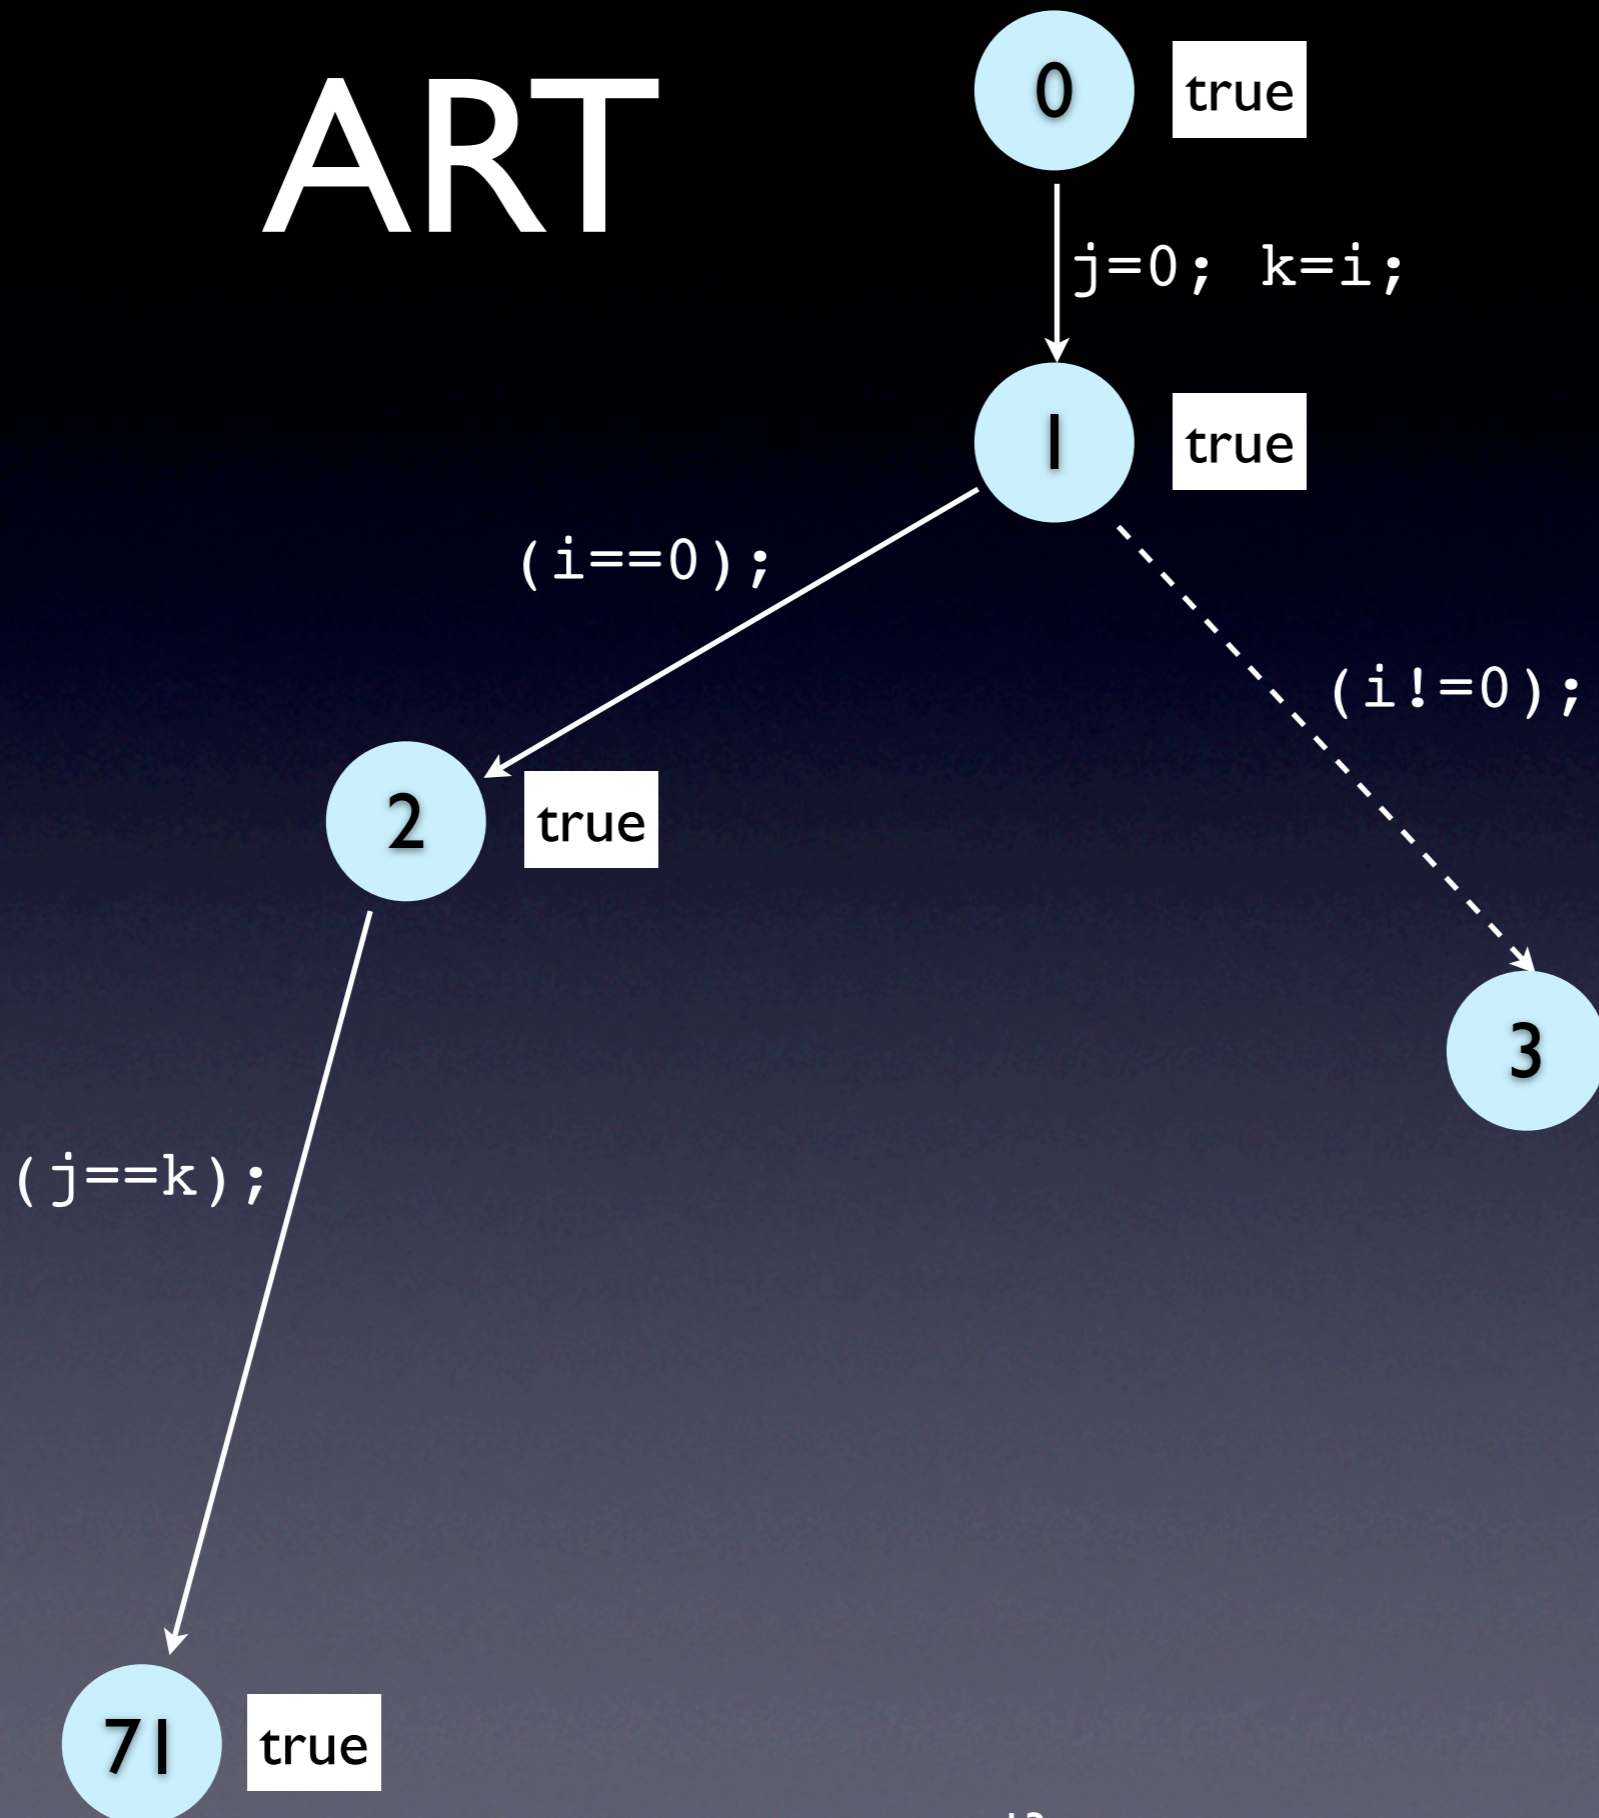 ART
0
true
j=0; k=i;
1
true
(i==0);
(i!=0);
2
true
3
(j==k);
71
true